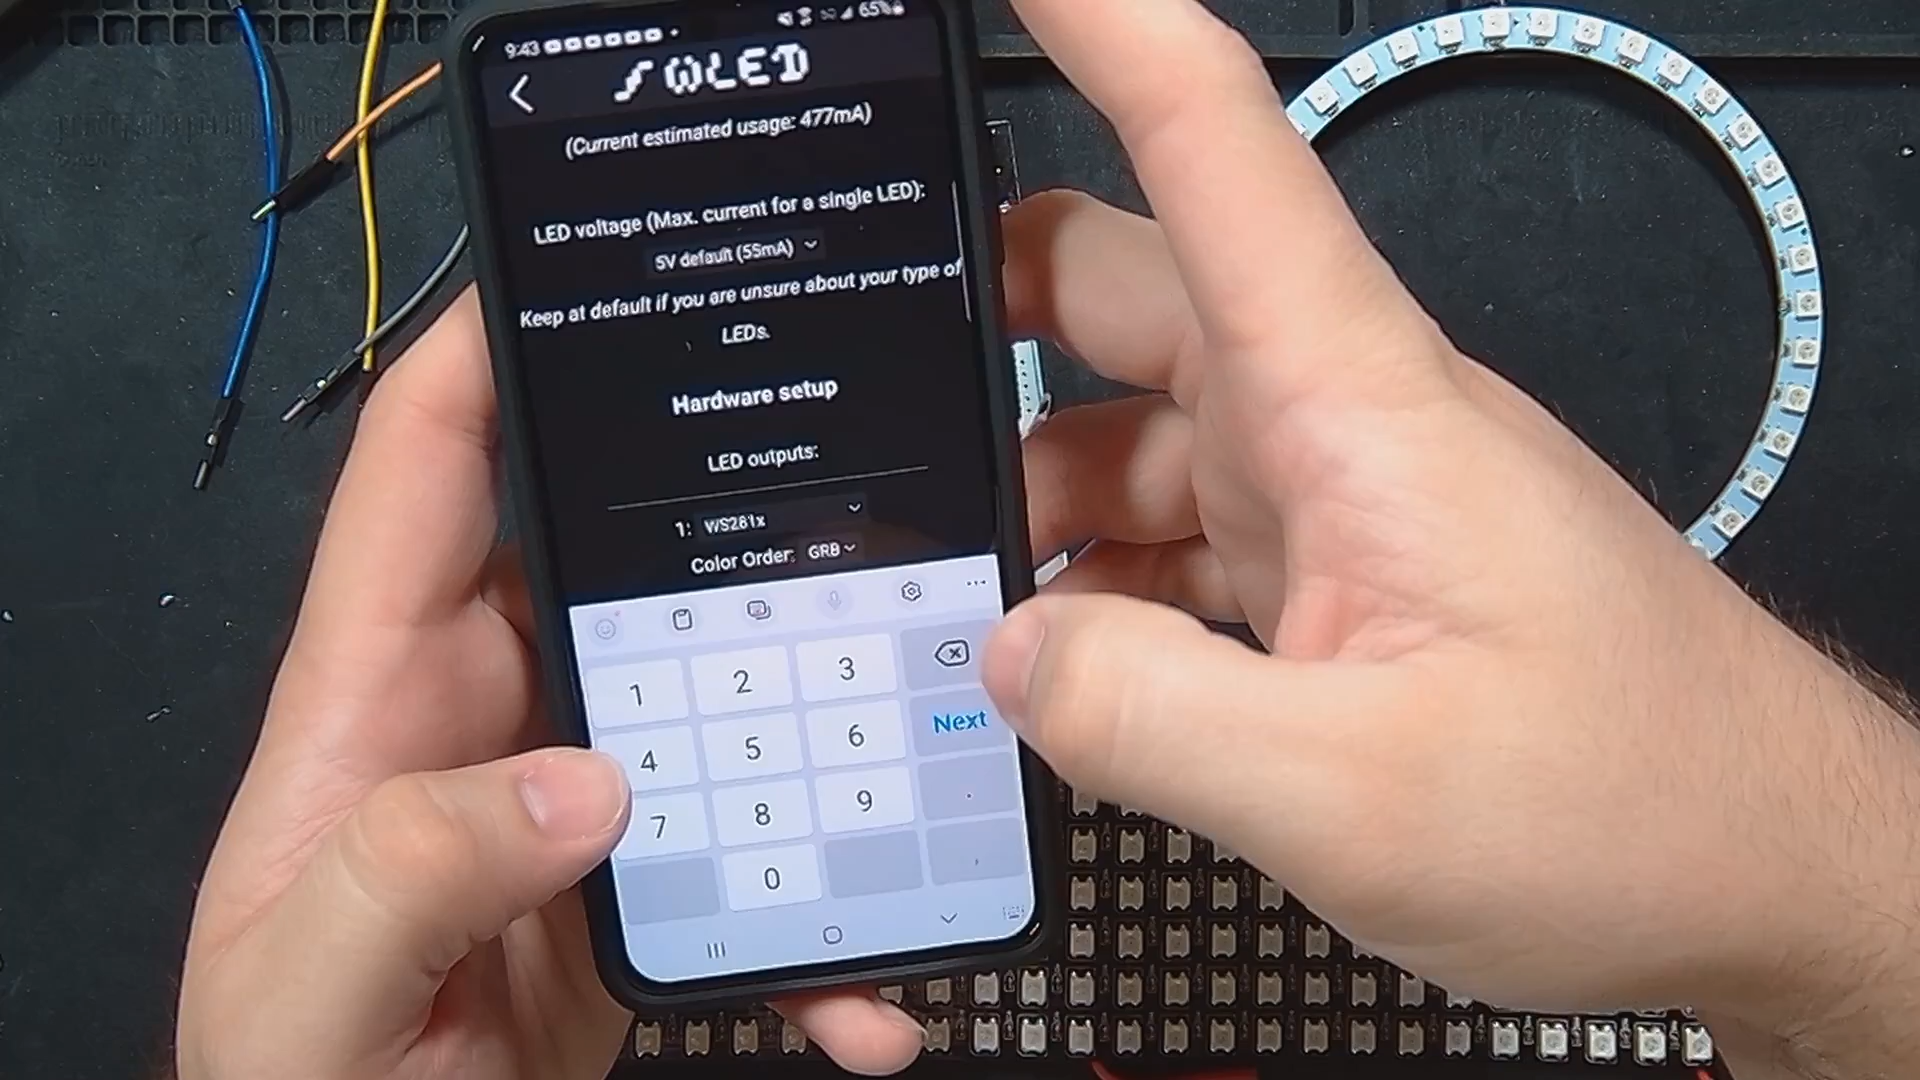 9:43
65%
WLED
(Current estimated usage: 477mA)
LED voltage (Max. current for a single LED):
5V default (55mA)
Keep at default if you are unsure about your type of
LEDs.
Hardware setup
LED outputs:
1: WS281x
Color Order: GRB
1 2 3
4 5 6 Next
7 8 9 .
0 ,